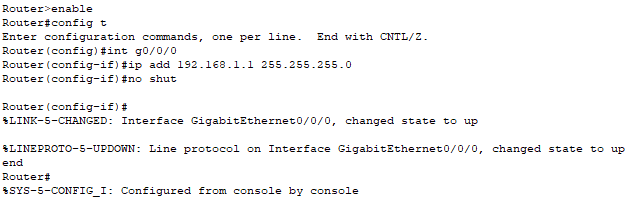 Router>enable
Router#config t
Enter configuration commands, one per line.  End with CNTL/Z.
Router(config)#int g0/0/0
Router(config-if)#ip add 192.168.1.1 255.255.255.0
Router(config-if)#no shut

Router(config-if)#
%LINK-5-CHANGED: Interface GigabitEthernet0/0/0, changed state to up

%LINEPROTO-5-UPDOWN: Line protocol on Interface GigabitEthernet0/0/0, changed state to up
end
Router#
%SYS-5-CONFIG_I: Configured from console by console